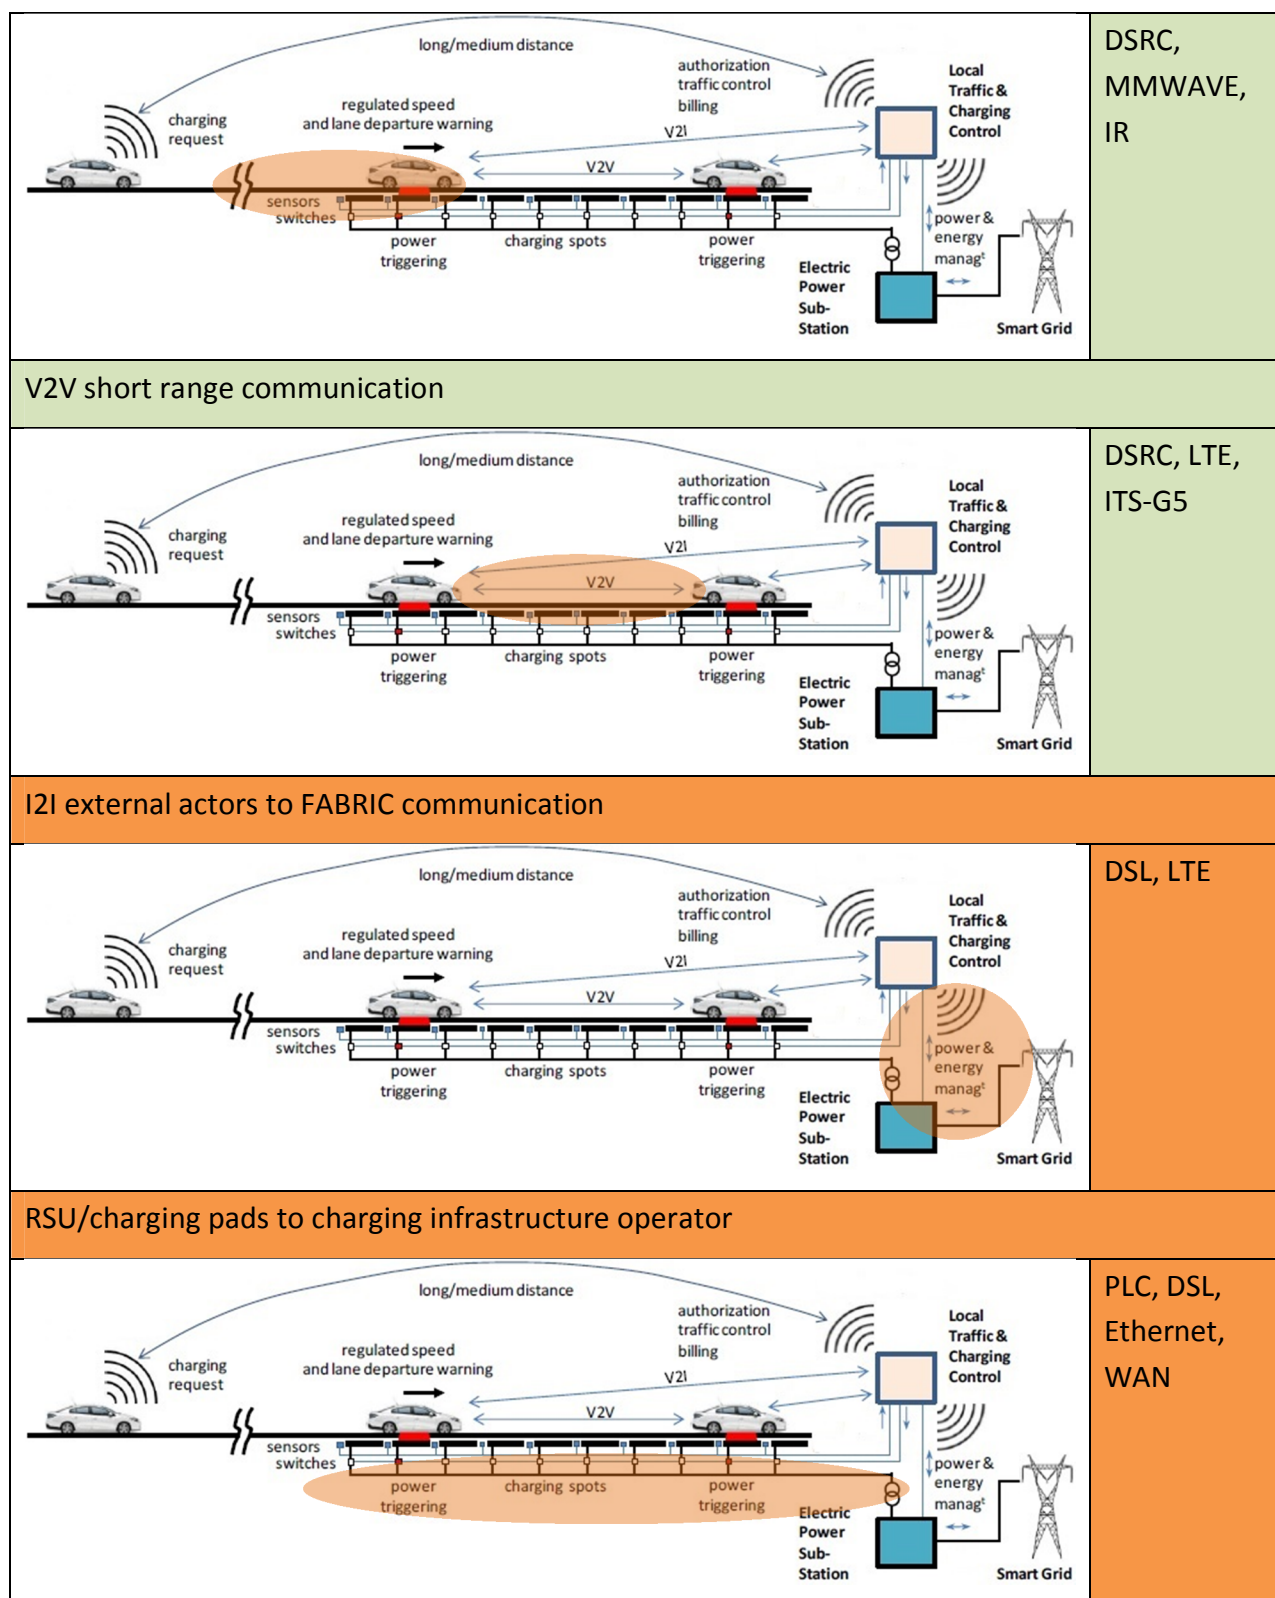 long/medium distance
charging
request
regulated speed
and lane departure warning
authorization
traffic control
billing
Local
Traffic &
Charging
Control
V2I
V2V
sensors
switches
power
triggering
charging spots
power
triggering
power &
energy
managᵗ
Electric
Power
Sub-
Station
Smart Grid
DSRC,
MMWAVE,
IR
V2V short range communication
long/medium distance
charging
request
regulated speed
and lane departure warning
authorization
traffic control
billing
Local
Traffic &
Charging
Control
V2I
V2V
sensors
switches
power
triggering
charging spots
power
triggering
power &
energy
managᵗ
Electric
Power
Sub-
Station
Smart Grid
DSRC, LTE,
ITS-G5
I2I external actors to FABRIC communication
long/medium distance
charging
request
regulated speed
and lane departure warning
authorization
traffic control
billing
Local
Traffic &
Charging
Control
V2I
V2V
sensors
switches
power
triggering
charging spots
power
triggering
power &
energy
managᵗ
Electric
Power
Sub-
Station
Smart Grid
DSL, LTE
RSU/charging pads to charging infrastructure operator
long/medium distance
charging
request
regulated speed
and lane departure warning
authorization
traffic control
billing
Local
Traffic &
Charging
Control
V2I
V2V
sensors
switches
power
triggering
charging spots
power
triggering
power &
energy
managᵗ
Electric
Power
Sub-
Station
Smart Grid
PLC, DSL,
Ethernet,
WAN